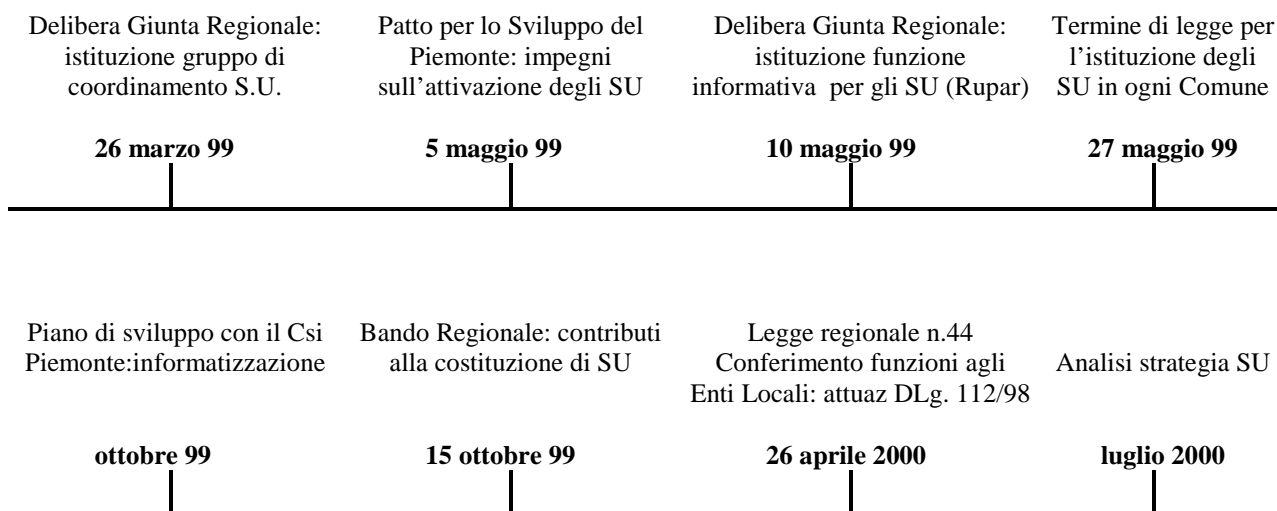 Delibera Giunta Regionale:
istituzione gruppo di
coordinamento S.U.
26 marzo 99
Patto per lo Sviluppo del
Piemonte: impegni
sull’attivazione degli SU
5 maggio 99
Delibera Giunta Regionale:
istituzione funzione
informativa per gli SU (Rupar)
10 maggio 99
Termine di legge per
l’istituzione degli
SU in ogni Comune
27 maggio 99
Piano di sviluppo con il Csi
Piemonte:informatizzazione
ottobre 99
Bando Regionale: contributi
alla costituzione di SU
15 ottobre 99
Legge regionale n.44
Conferimento funzioni agli
Enti Locali: attuaz DLg. 112/98
26 aprile 2000
Analisi strategia SU
luglio 2000